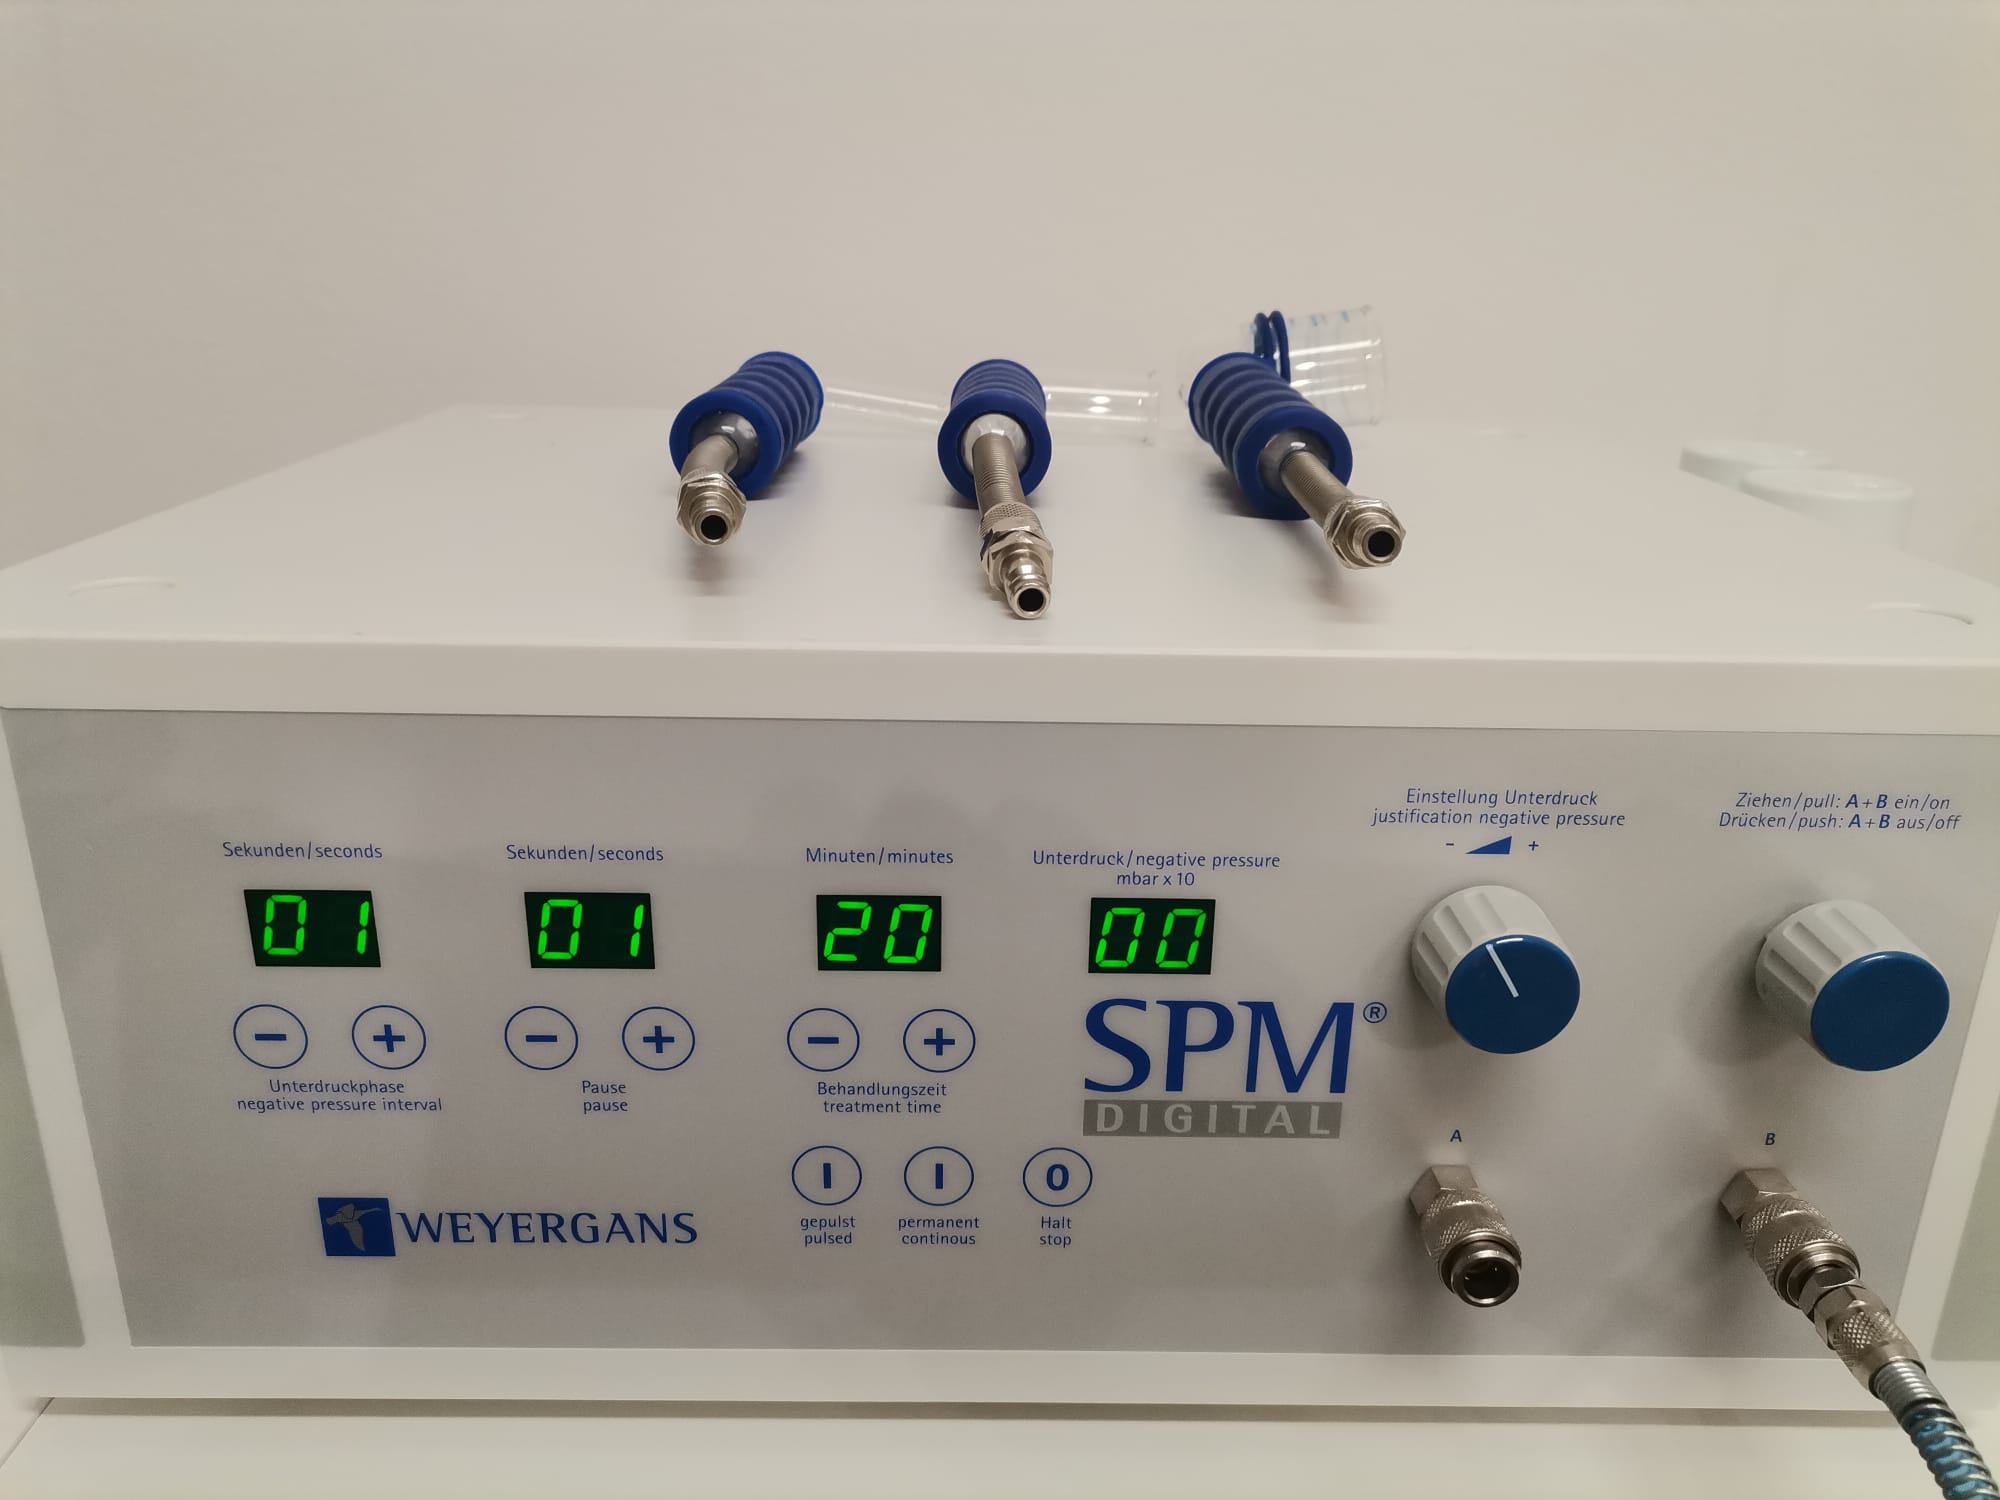 Einstellung Unterdruck
justification negative pressure
- +
Ziehen/pull: A+B ein/on
Drücken/push: A+B aus/off
Sekunden/seconds
01
- +
Unterdruckphase
negative pressure interval
Sekunden/seconds
01
- +
Pause
pause
Minuten/minutes
20
- +
Behandlungszeit
treatment time
Unterdruck/negative pressure
mbar x 10
00
SPM®
DIGITAL
I
gepulst
pulsed
I
permanent
continous
0
Halt
stop
WEYERGANS
A
B